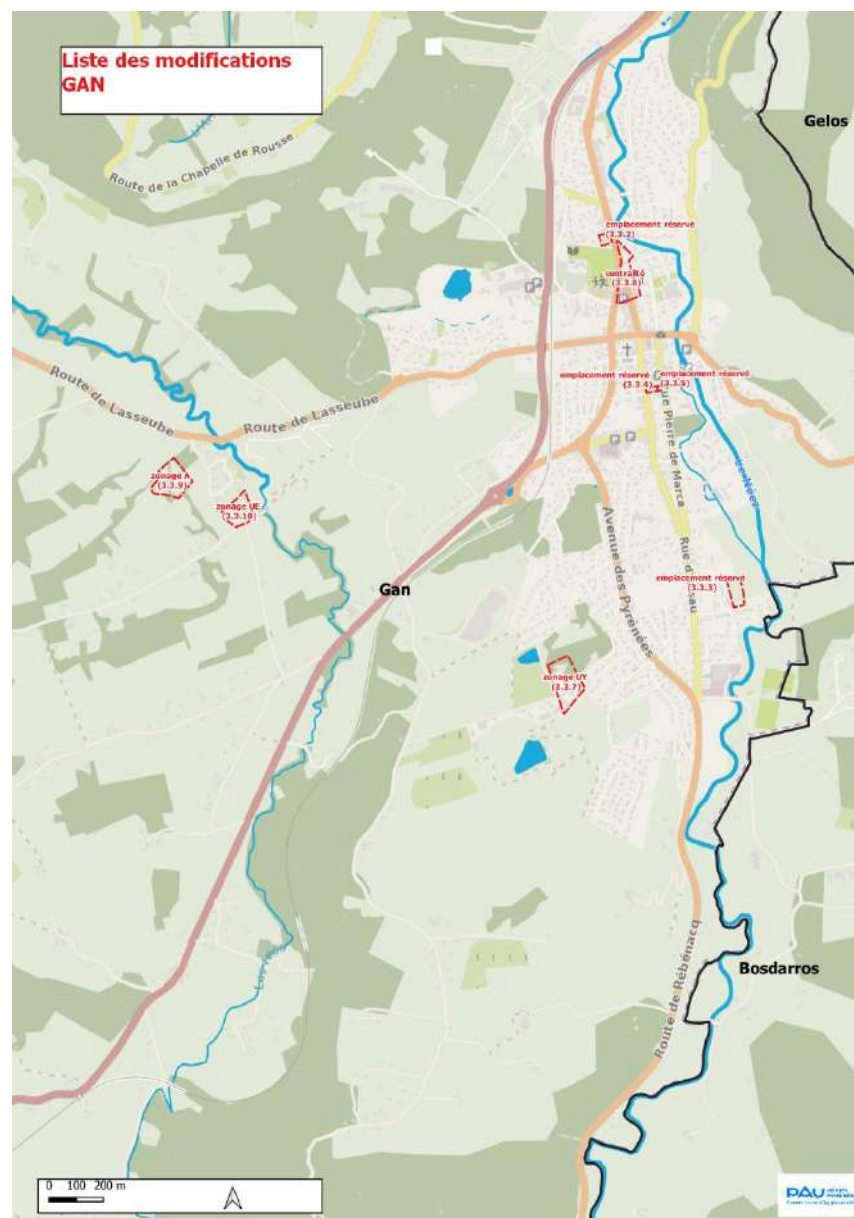 Liste des modifications
GAN
Gelos
Route de la Chapelle de Rousse
emplacement réservé
(3.3.2)
centralité
(3.3.8)
emplacement réservé
(3.3.4)
emplacement réservé
(3.3.5)
Route de Lasseube
Route de Lasseube
Rue Pierre de Marca
Le Néez
zonage A
(3.3.9)
zonage UE
(3.3.10)
Avenue des Pyrénées
Rue d'Ossau
emplacement réservé
(3.3.3)
Gan
zonage UY
(3.3.7)
Bosdarros
Route de Rébénacq
0 100 200 m
PAU